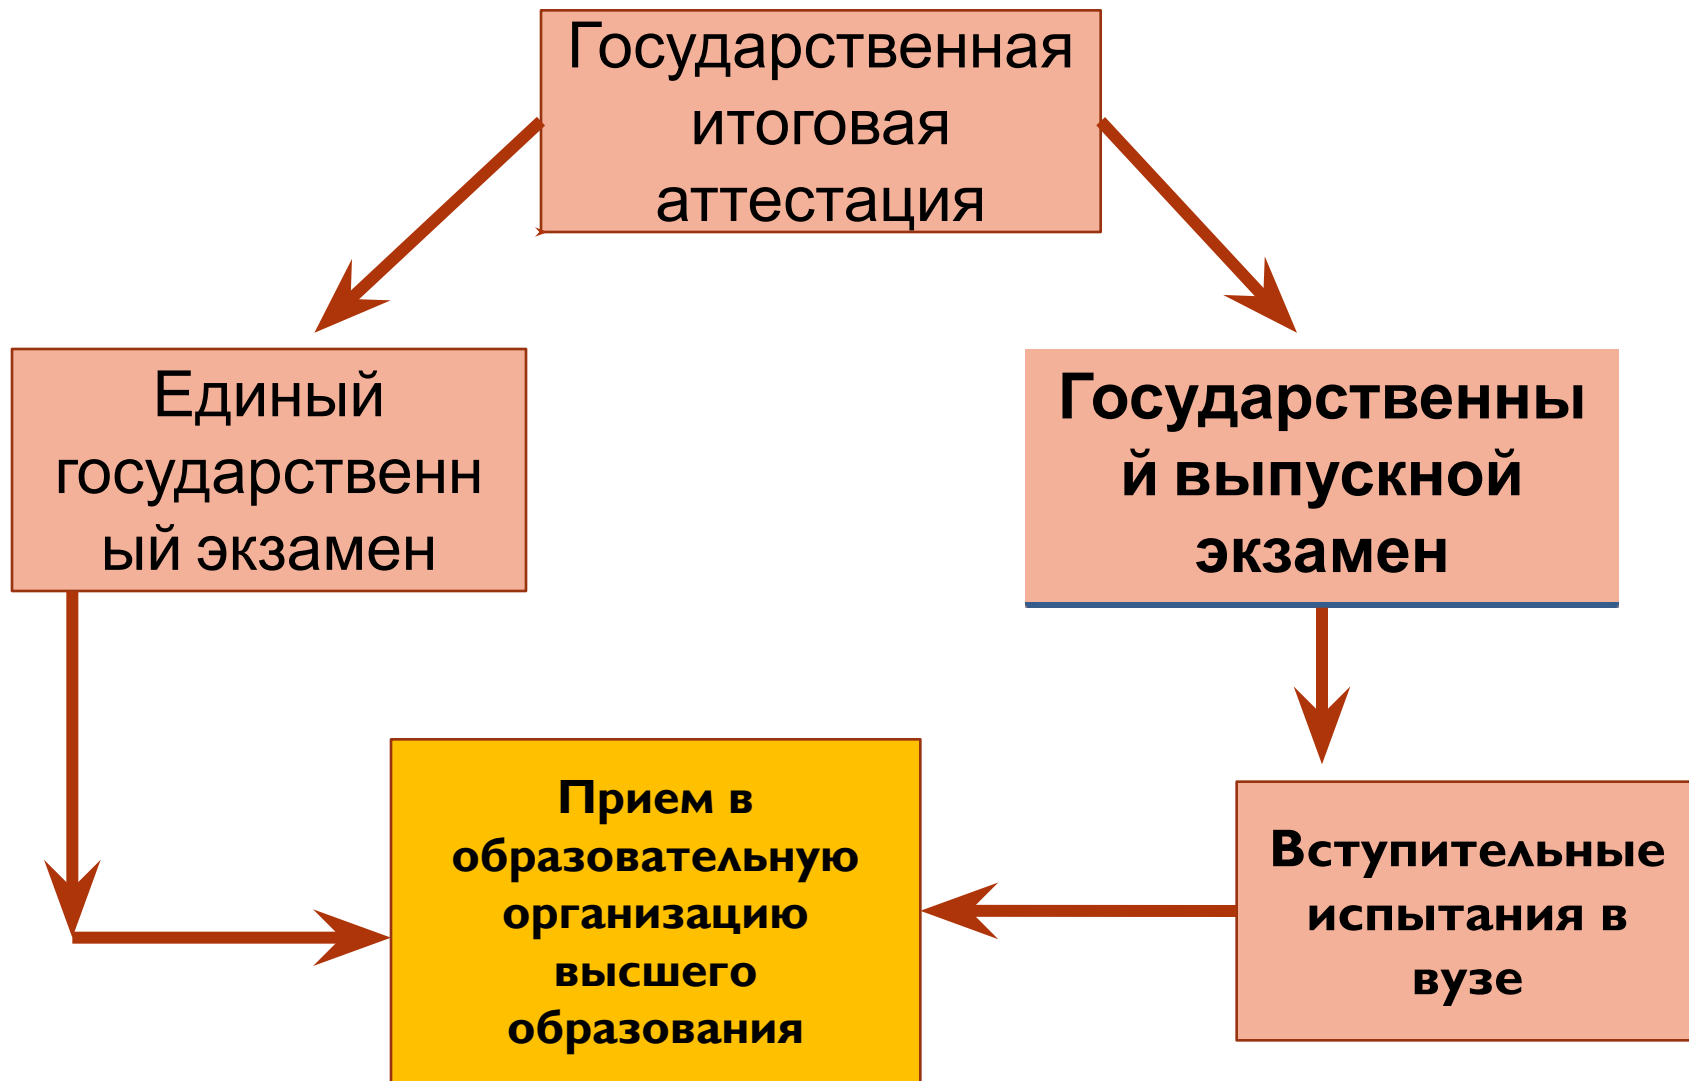 Государственная
итоговая
аттестация
Единый
государственн
ый экзамен
Государственны
й выпускной
экзамен
Прием в
образовательную
организацию
высшего
образования
Вступительные
испытания в
вузе